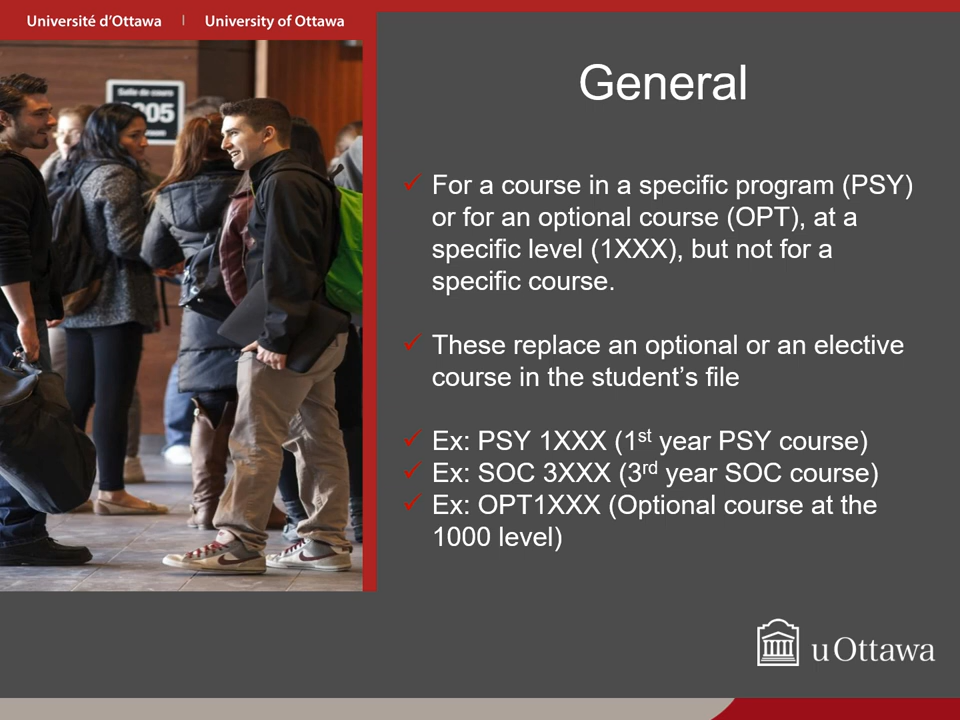 Université d'Ottawa | University of Ottawa
Salle de cours
General
✓ For a course in a specific program (PSY)
or for an optional course (OPT), at a
specific level (1XXX), but not for a
specific course.
✓ These replace an optional or an elective
course in the student's file
✓ Ex: PSY 1XXX (1st year PSY course)
✓ Ex: SOC 3XXX (3rd year SOC course)
✓ Ex: OPT1XXX (Optional course at the
1000 level)
uOttawa